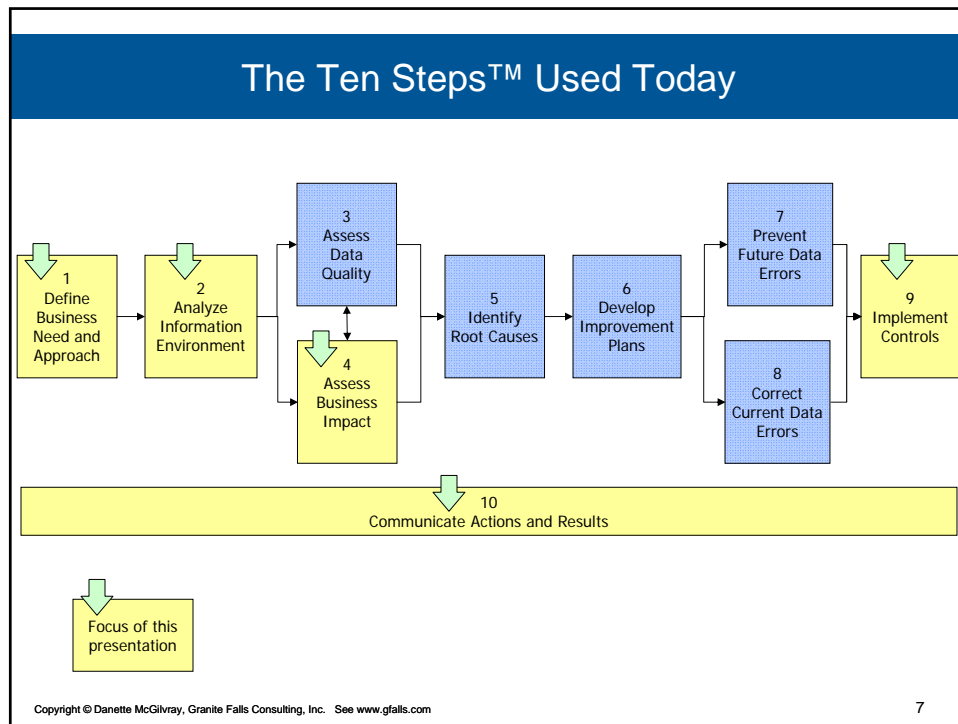 The Ten Steps™ Used Today
1
Define
Business
Need and
Approach
2
Analyze
Information
Environment
3
Assess
Data
Quality
4
Assess
Business
Impact
5
Identify
Root Causes
6
Develop
Improvement
Plans
7
Prevent
Future Data
Errors
8
Correct
Current Data
Errors
9
Implement
Controls
10
Communicate Actions and Results
Focus of this
presentation
Copyright © Danette McGilvray, Granite Falls Consulting, Inc. See www.gfalls.com
7